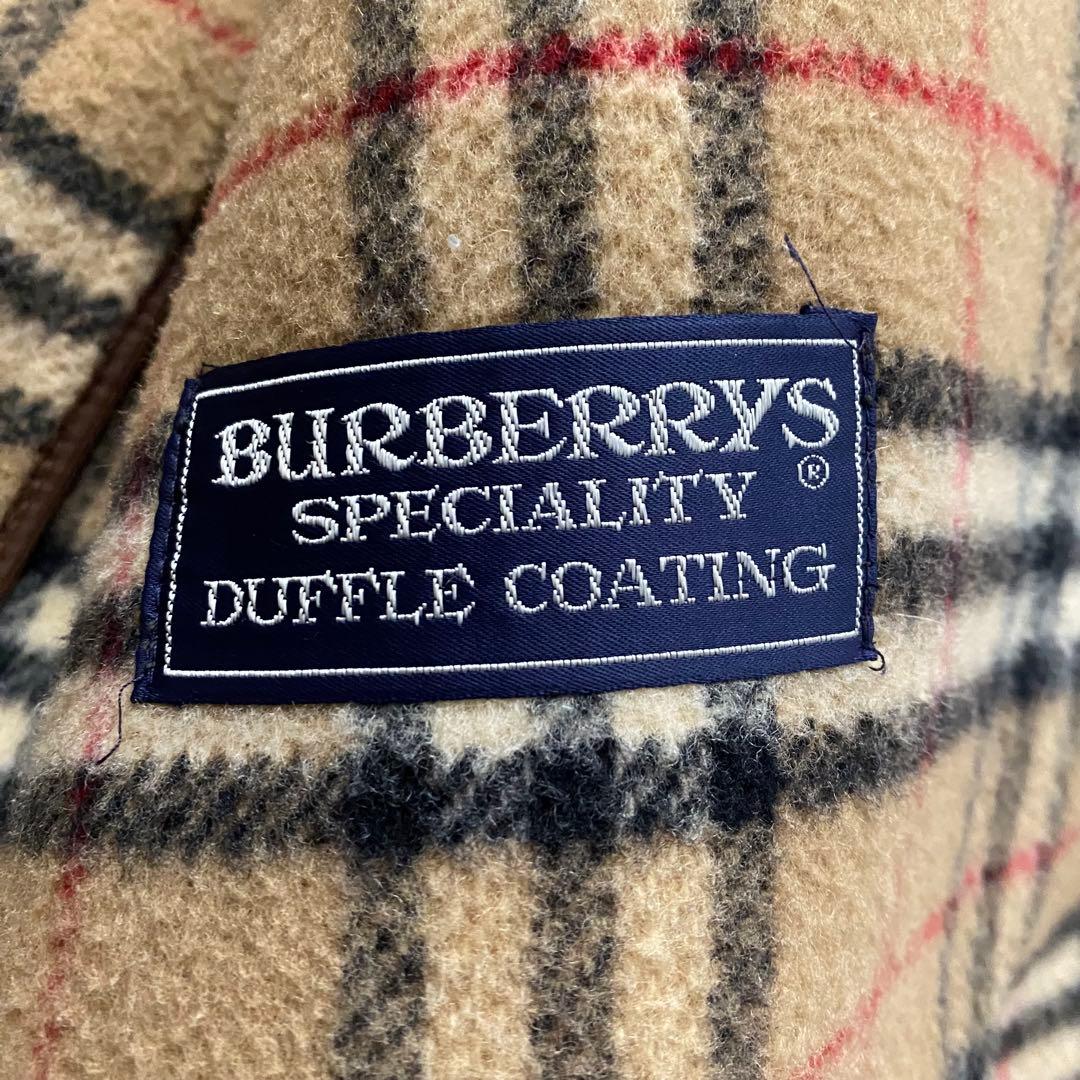 BURBERRYS
SPECIALITY ®
DUFFLE COATING